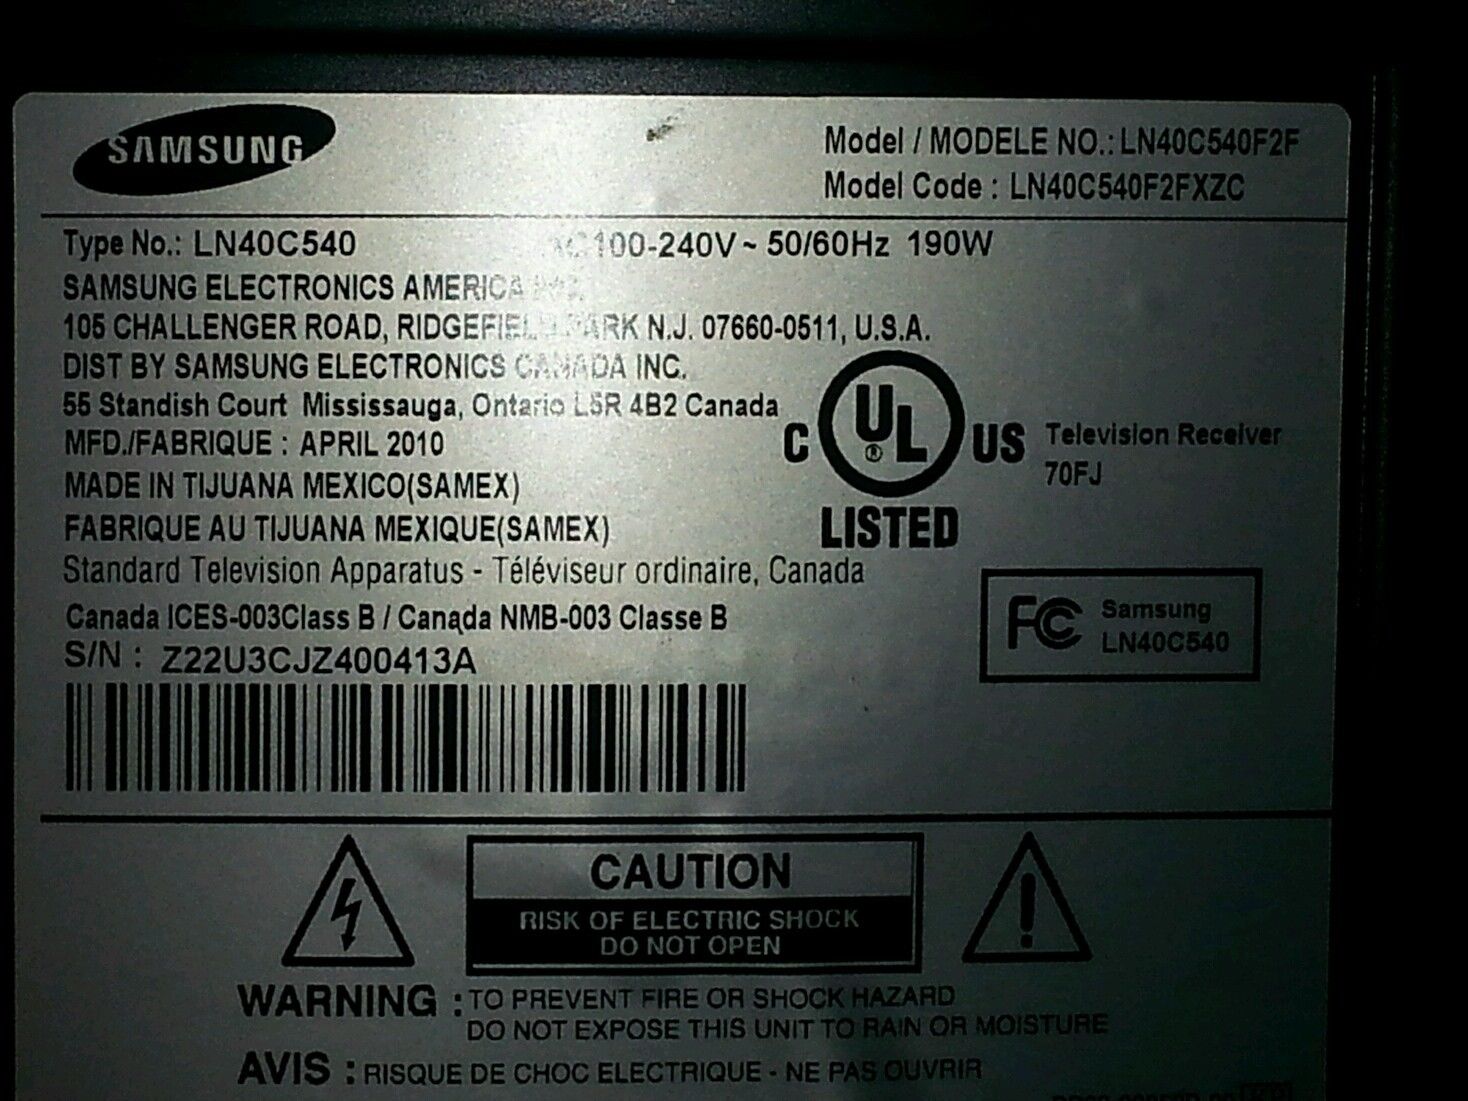 SAMSUNG
Model / MODELE NO.: LN40C540F2F
Model Code : LN40C540F2FXZC
Type No.: LN40C540 AC100-240V~ 50/60Hz 190W
SAMSUNG ELECTRONICS AMERICA
105 CHALLENGER ROAD, RIDGEFIELD PARK N.J. 07660-0511, U.S.A.
DIST BY SAMSUNG ELECTRONICS CANADA INC.
55 Standish Court Mississauga, Ontario L5R 4B2 Canada
MFD./FABRIQUE : APRIL 2010
MADE IN TIJUANA MEXICO(SAMEX)
FABRIQUE AU TIJUANA MEXIQUE(SAMEX)
Standard Television Apparatus - Téléviseur ordinaire, Canada
Canada ICES-003Class B / Canada NMB-003 Classe B
S/N : Z22U3CJZ400413A
C UL® US
LISTED
Television Receiver
70FJ
FC Samsung
LN40C540
CAUTION
RISK OF ELECTRIC SHOCK
DO NOT OPEN
WARNING : TO PREVENT FIRE OR SHOCK HAZARD
DO NOT EXPOSE THIS UNIT TO RAIN OR MOISTURE
AVIS : RISQUE DE CHOC ELECTRIQUE - NE PAS OUVRIR